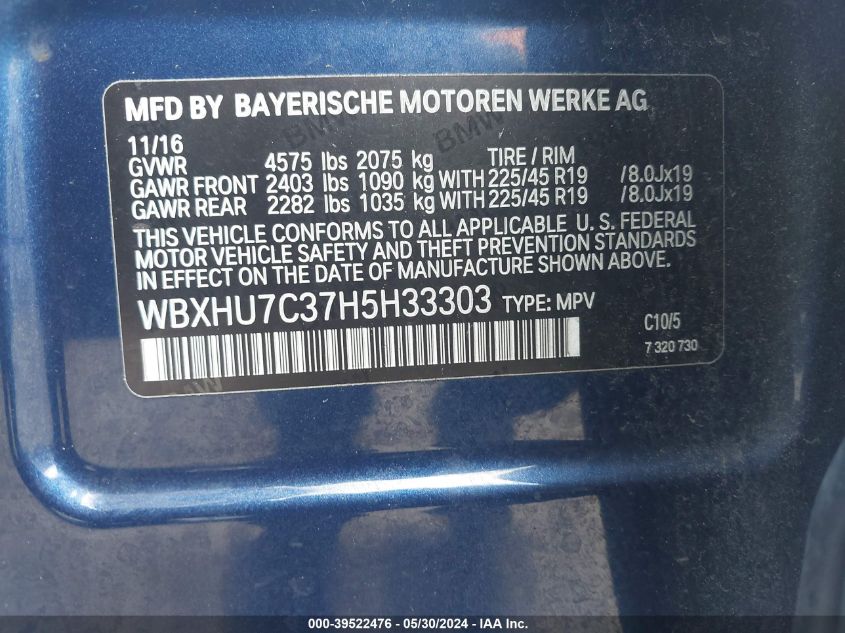 MFD BY BAYERISCHE MOTOREN WERKE AG
11/16
GVWR 4575 lbs 2075 kg TIRE / RIM
GAWR FRONT 2403 lbs 1090 kg WITH 225/45 R19 /8.0Jx19
GAWR REAR 2282 lbs 1035 kg WITH 225/45 R19 /8.0Jx19
THIS VEHICLE CONFORMS TO ALL APPLICABLE U. S. FEDERAL
MOTOR VEHICLE SAFETY AND THEFT PREVENTION STANDARDS
IN EFFECT ON THE DATE OF MANUFACTURE SHOWN ABOVE.
WBXHU7C37H5H33303 TYPE: MPV
C10/5
7 320 730
000-39522476 - 05/30/2024 - IAA Inc.